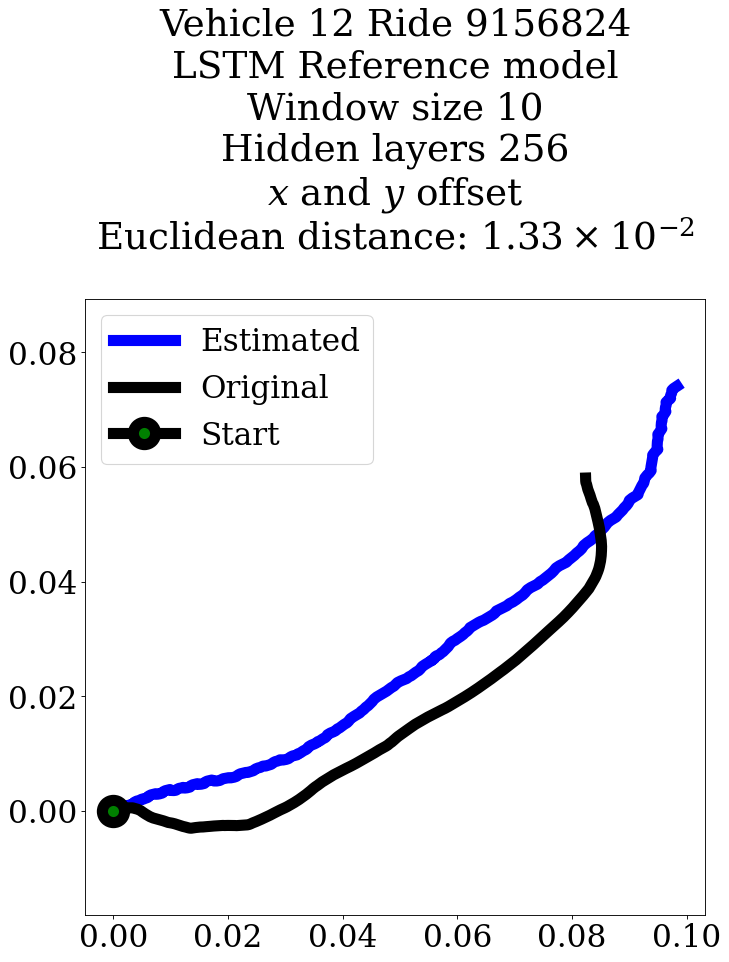 Vehicle 12 Ride 9156824
LSTM Reference model
Window size 10
Hidden layers 256
x and y offset
Euclidean distance: 1.33 × 10⁻²
Estimated
Original
Start
0.08
0.06
0.04
0.02
0.00
0.00 0.02 0.04 0.06 0.08 0.10